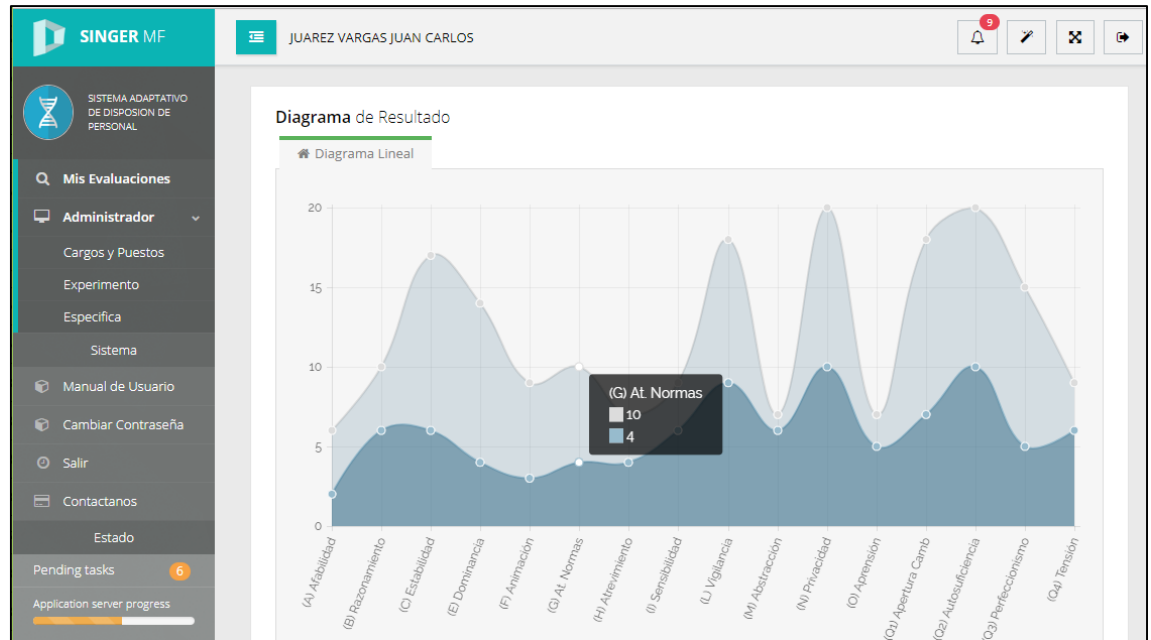 SINGER MF
JUAREZ VARGAS JUAN CARLOS
9
SISTEMA ADAPTATIVO
DE DISPOSION DE
PERSONAL
Mis Evaluaciones
Administrador
Cargos y Puestos
Experimento
Especifica
Sistema
Manual de Usuario
Cambiar Contraseña
Salir
Contactanos
Estado
Pending tasks
6
Application server progress
Diagrama de Resultado
Diagrama Lineal
20
15
10
5
0
(G) At. Normas
10
4
(A) Afabilidad
(B) Razonamiento
(C) Estabilidad
(E) Dominancia
(F) Animación
(G) At. Normas
(H) Atrevimiento
(I) Sensibilidad
(L) Vigilancia
(M) Abstracción
(N) Privacidad
(O) Aprensión
(Q1) Apertura Camb
(Q2) Autosuficiencia
(Q3) Perfeccionismo
(Q4) Tensión